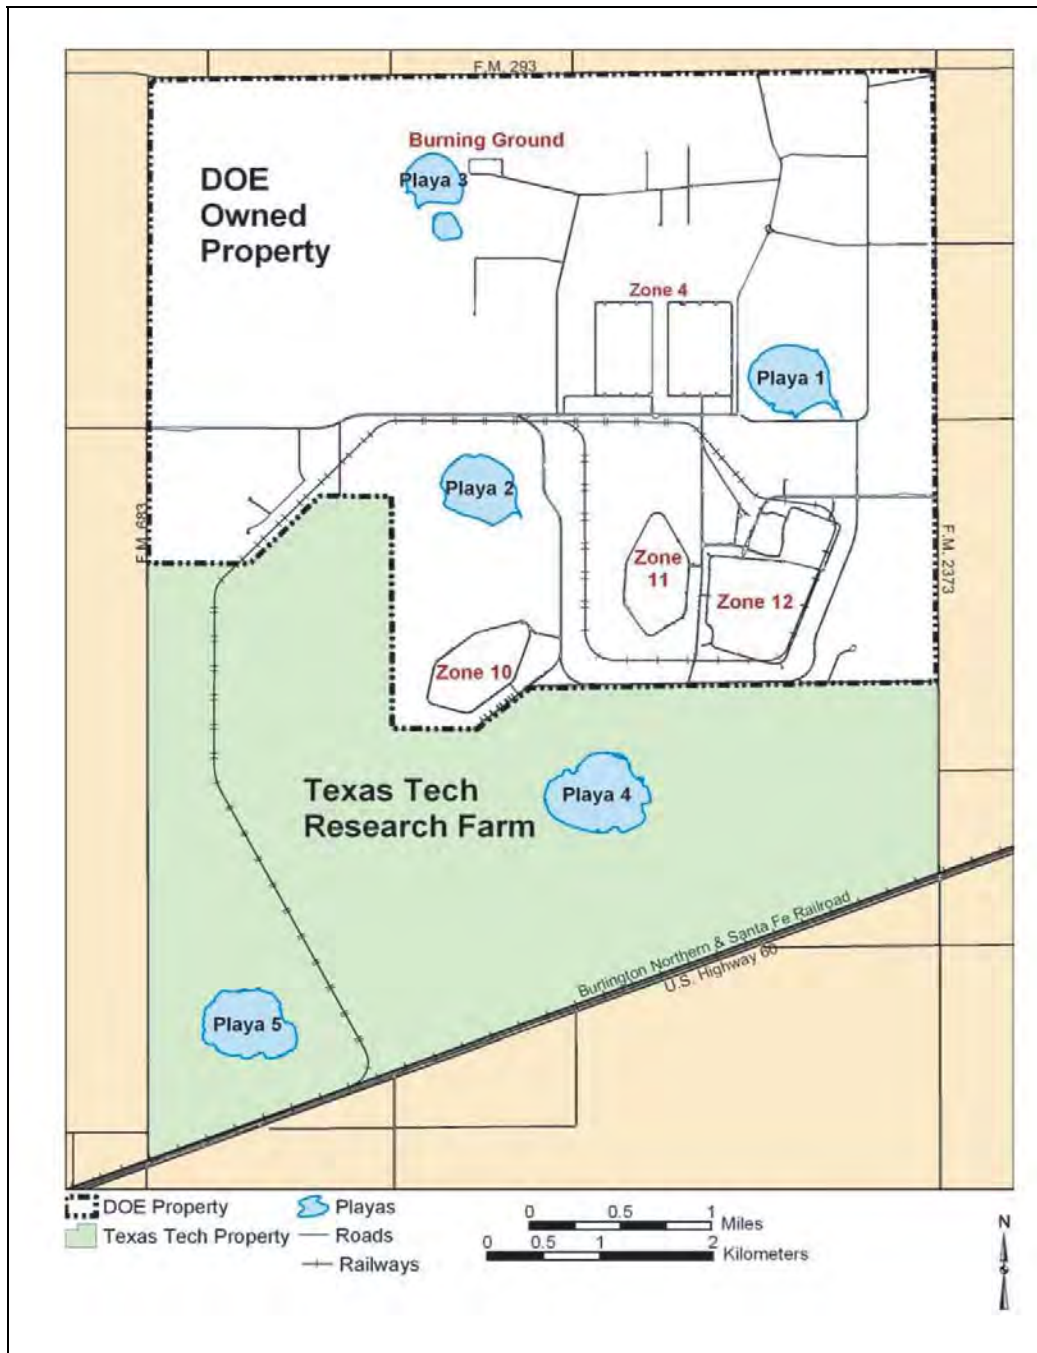 F.M. 293
Burning Ground
Playa 3
DOE
Owned
Property
Zone 4
Playa 1
Playa 2
F.M. 683
F.M. 2373
Zone
11
Zone 12
Zone 10
Texas Tech
Research Farm
Playa 4
Burlington Northern & Santa Fe Railroad
U.S. Highway 60
Playa 5
DOE Property
Texas Tech Property
Playas
Roads
Railways
0 0.5 1
Miles
0 0.5 1 2
Kilometers
N